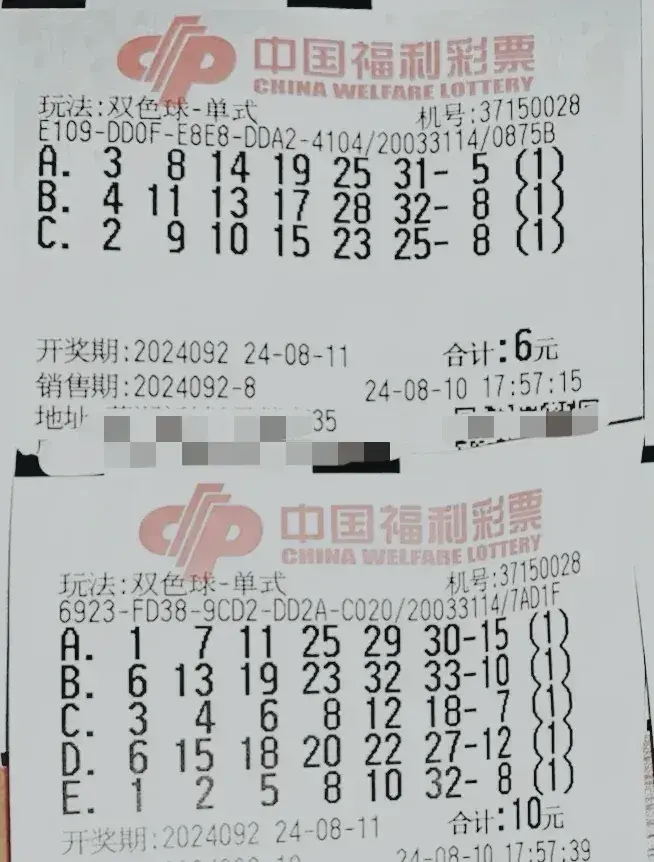 中国福利彩票
CHINA WELFARE LOTTERY
玩法:双色球-单式 机号:37150028
E109-DD0F-E8E8-DDA2-4104/20033114/0875B
A. 3 8 14 19 25 31- 5 (1)
B. 4 11 13 17 28 32- 8 (1)
C. 2 9 10 15 23 25- 8 (1)
开奖期:2024092 24-08-11 合计:6元
销售期:2024092-8 24-08-10 17:57:15
地址 35
中国福利彩票
CHINA WELFARE LOTTERY
玩法:双色球-单式 机号:37150028
6923-FD38-9CD2-DD2A-C020/20033114/7AD1F
A. 1 7 11 25 29 30-15 (1)
B. 6 13 19 23 32 33-10 (1)
C. 3 4 6 8 12 18- 7 (1)
D. 6 15 18 20 22 27-12 (1)
E. 1 2 5 8 10 32- 8 (1)
合计:10元
开奖期:2024092 24-08-11
24-08-10 17:57:39